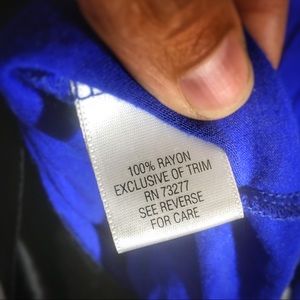 100% RAYON
EXCLUSIVE OF TRIM
RN 73277
SEE REVERSE
FOR CARE